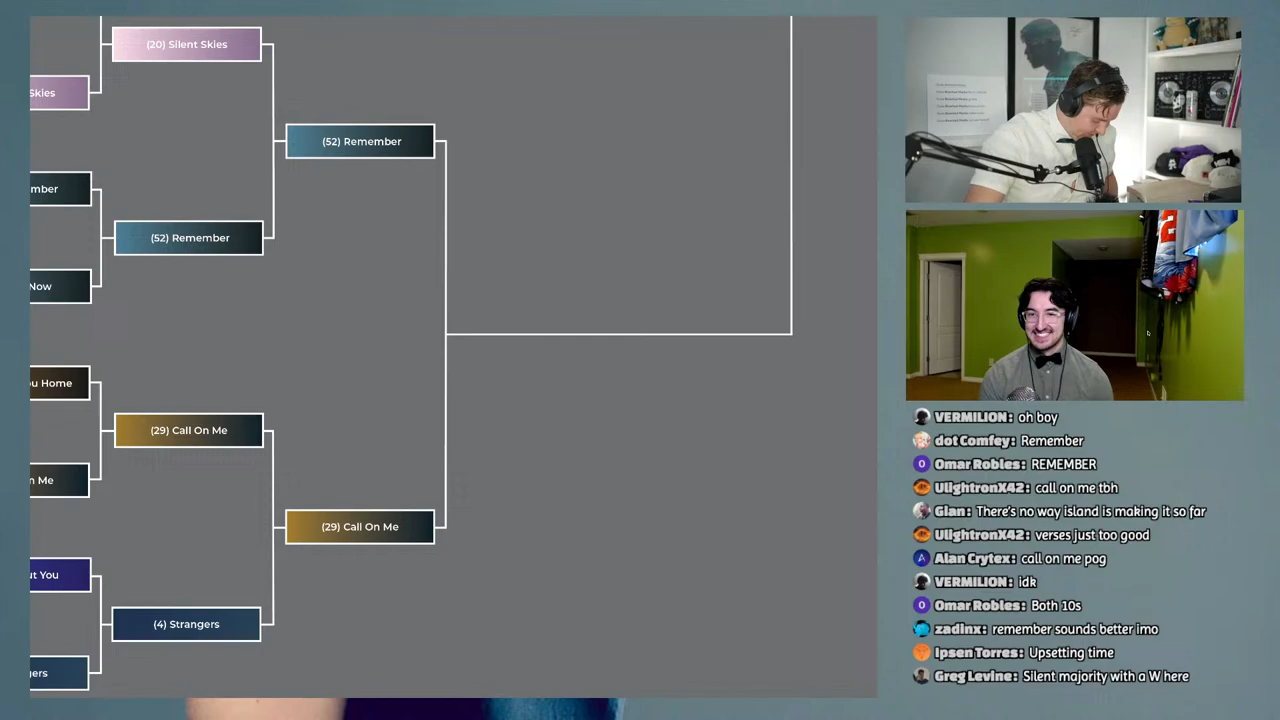 (20) Silent Skies
Skies
(52) Remember
mber
(52) Remember
Now
ou Home
(29) Call On Me
n Me
(29) Call On Me
ut You
(4) Strangers
gers
VERMILION: oh boy
dot Comfey: Remember
Omar Robles: REMEMBER
UlightronX42: call on me tbh
Gian: There's no way island is making it so far
UlightronX42: verses just too good
Alan Crytex: call on me pog
VERMILION: idk
Omar Robles: Both 10s
zadinx: remember sounds better imo
Ipsen Torres: Upsetting time
Greg Levine: Silent majority with a W here